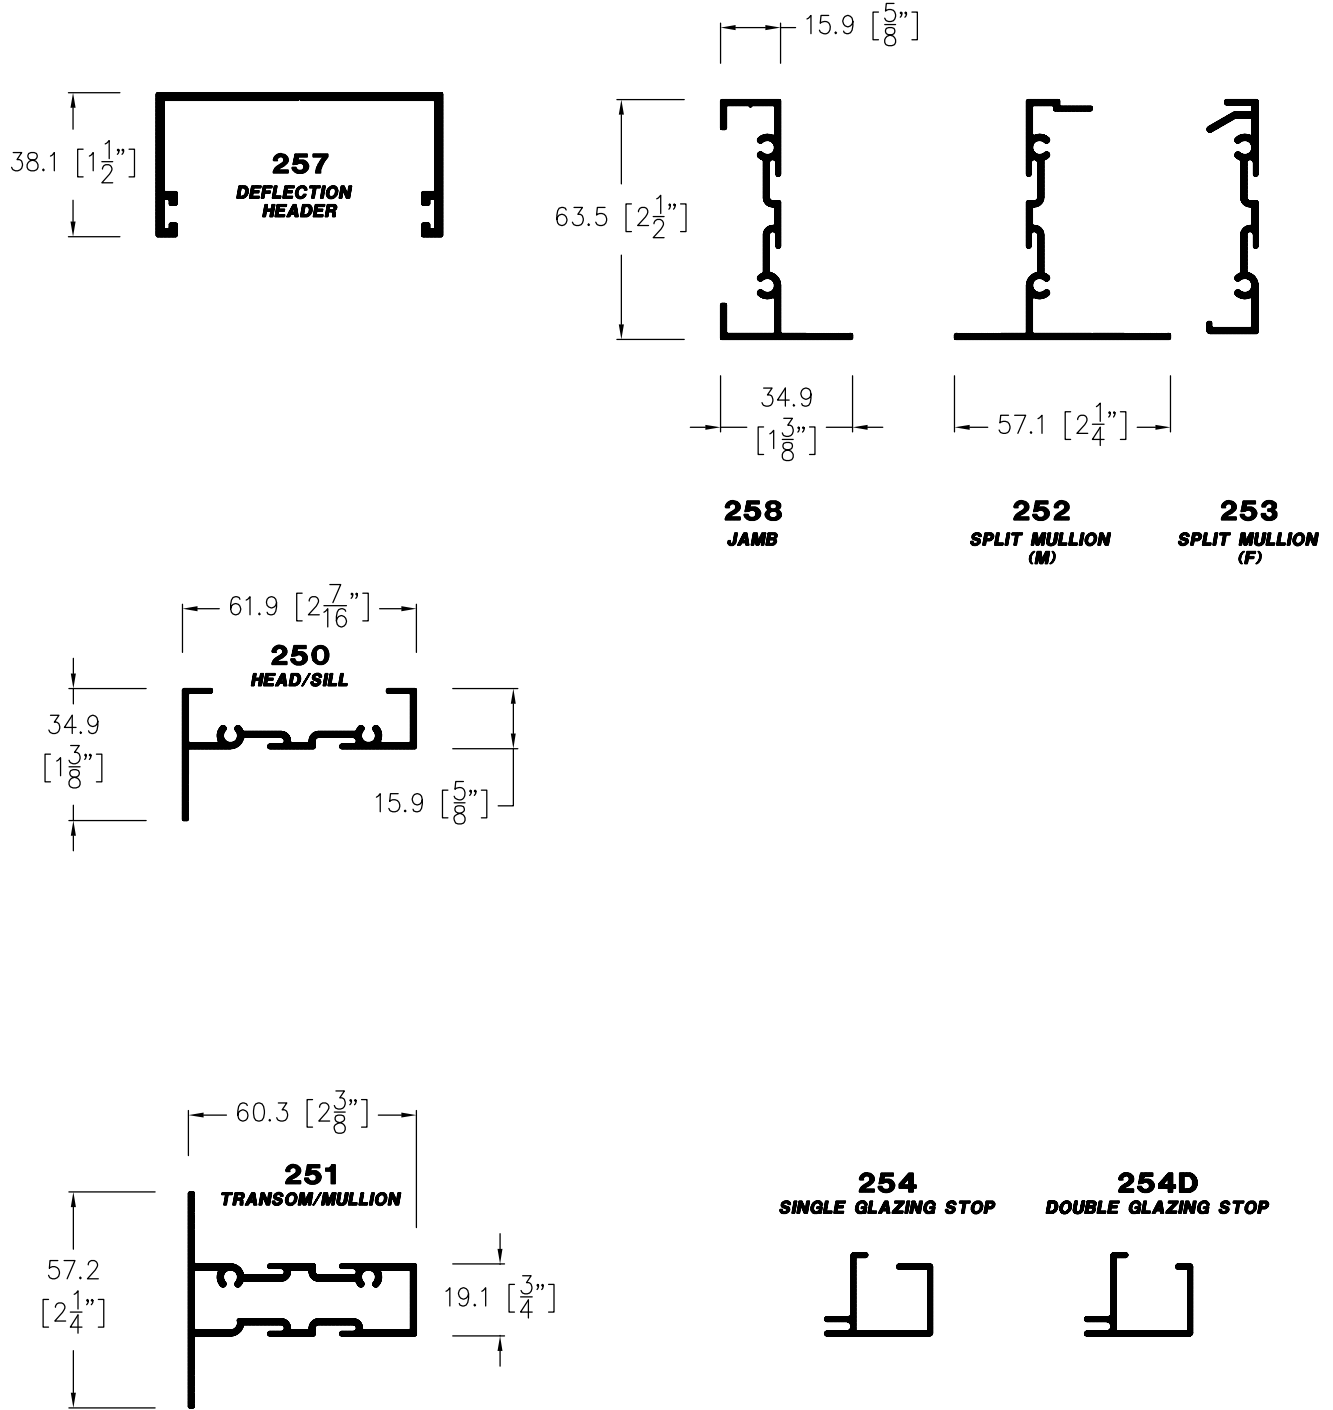 15.9 [5/8"]
38.1 [1 1/2"]
257
DEFLECTION
HEADER
63.5 [2 1/2"]
34.9
[1 3/8"]
57.1 [2 1/4"]
258
JAMB
252
SPLIT MULLION
(M)
253
SPLIT MULLION
(F)
61.9 [2 7/16"]
250
HEAD/SILL
34.9
[1 3/8"]
15.9 [5/8"]
60.3 [2 3/8"]
251
TRANSOM/MULLION
57.2
[2 1/4"]
19.1 [3/4"]
254
SINGLE GLAZING STOP
254D
DOUBLE GLAZING STOP